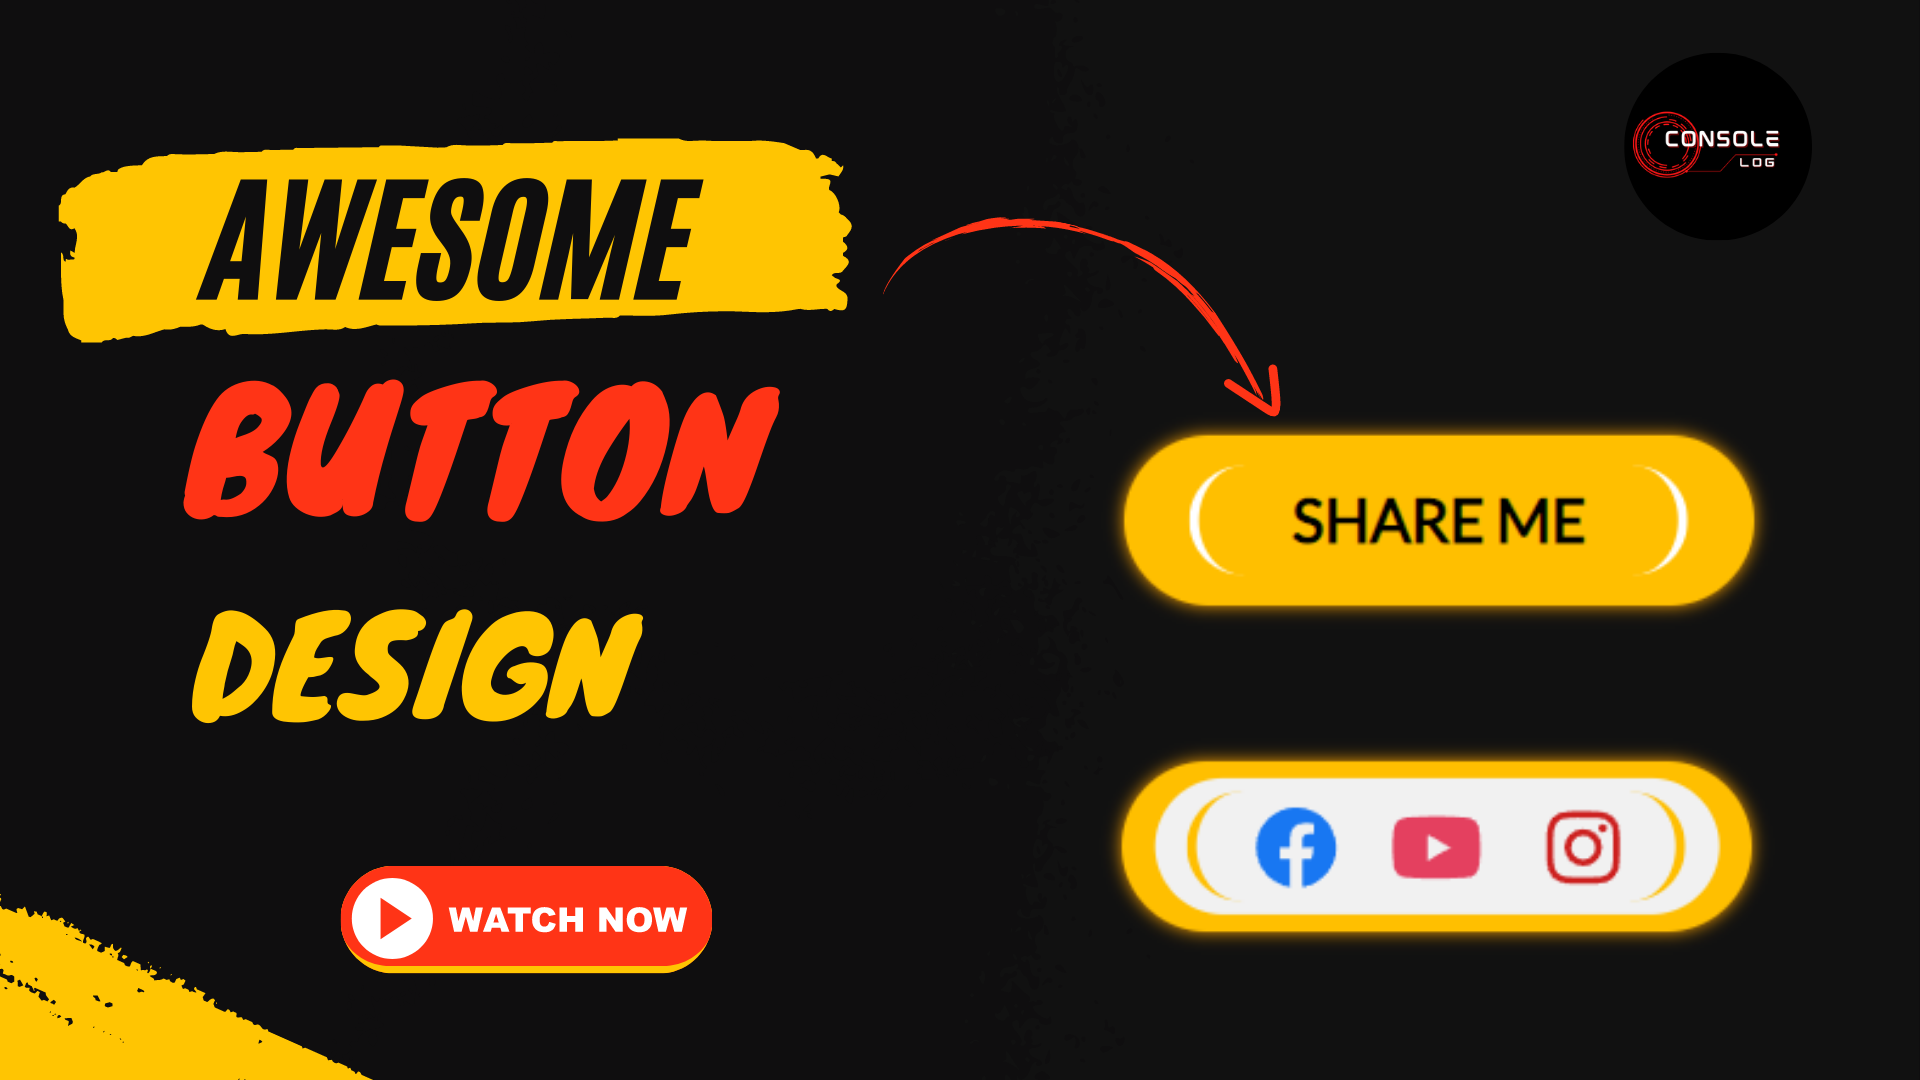 AWESOME
BUTTON
DESIGN
WATCH NOW
CONSOLE
LOG
SHARE ME